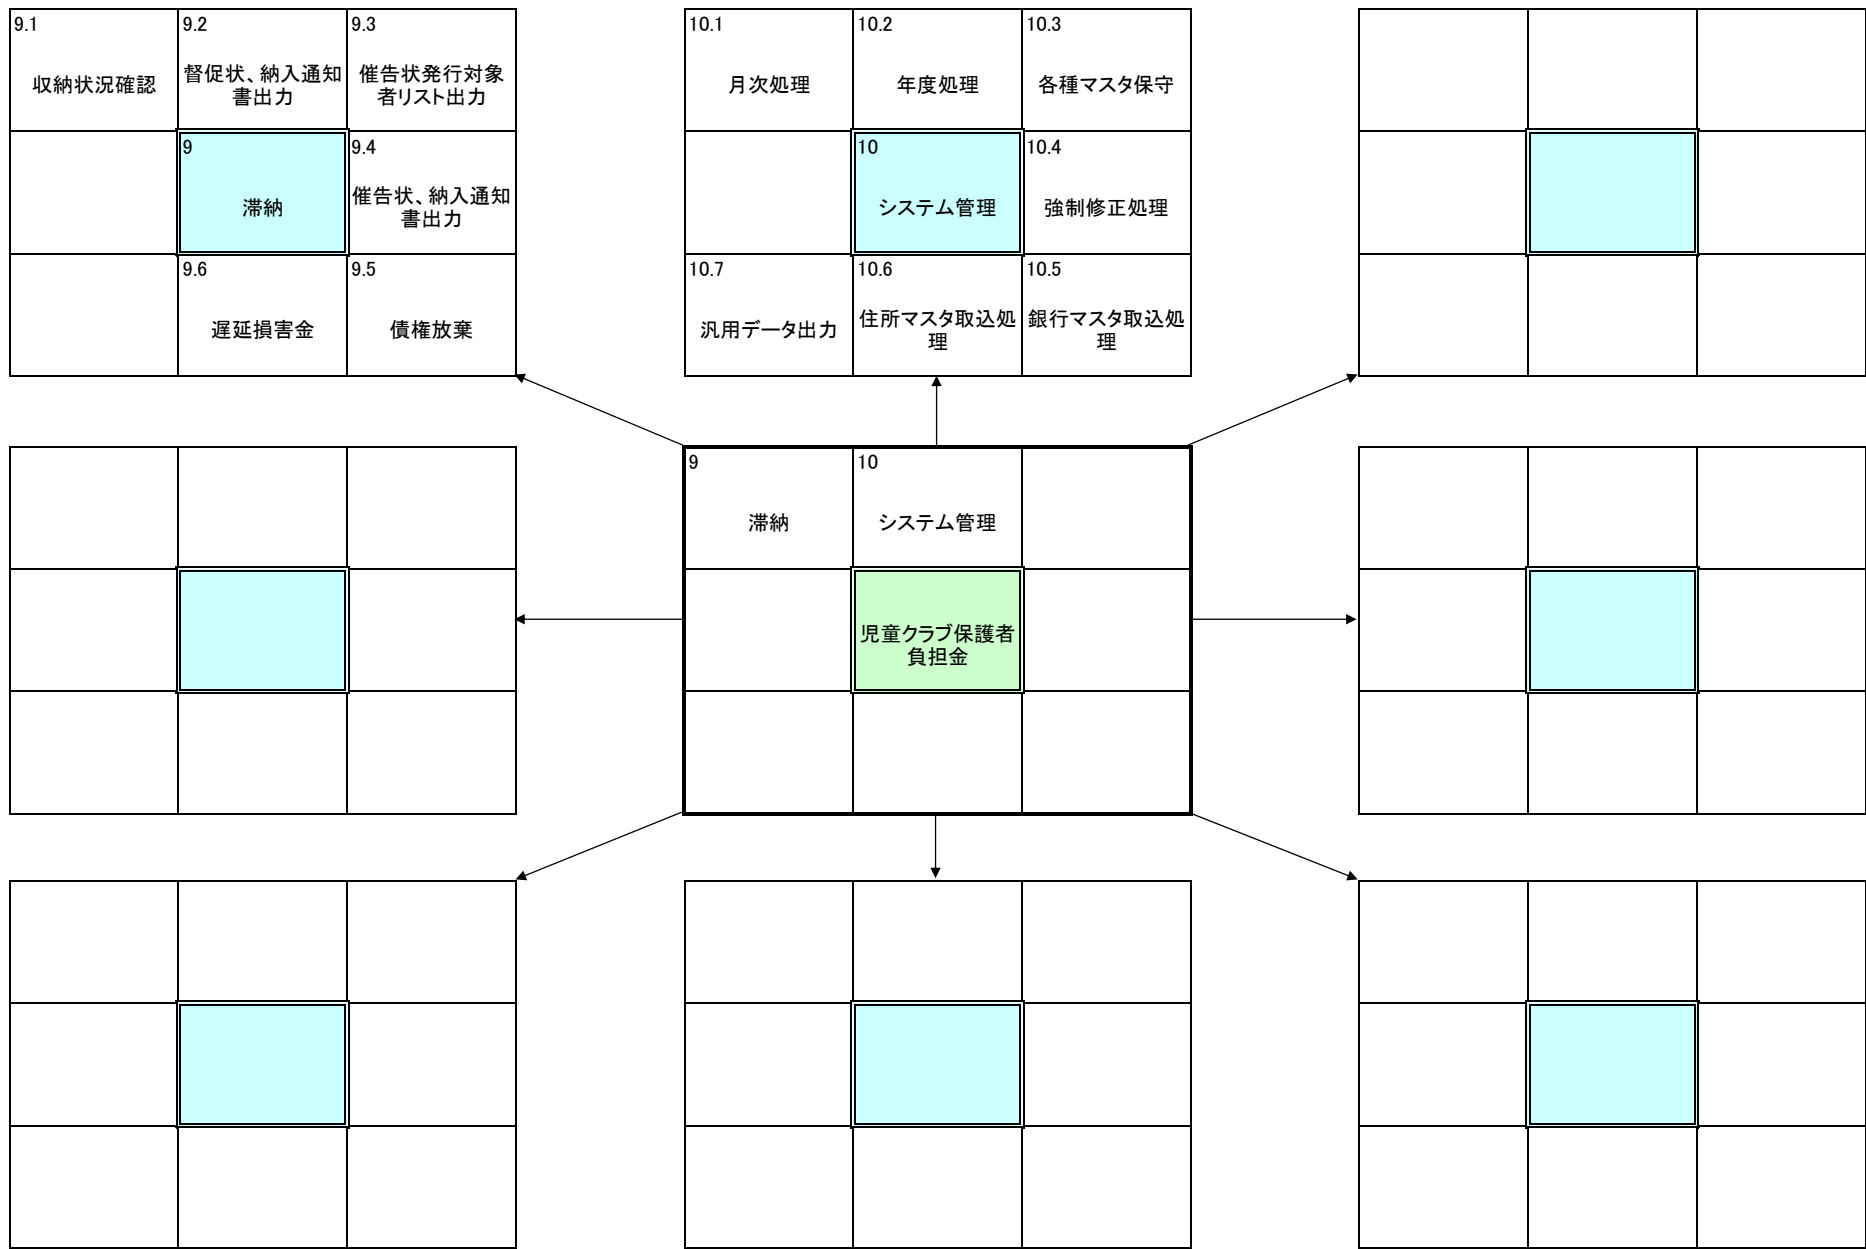 9.1
収納状況確認
9.2
督促状、納入通知
書出力
9.3
催告状発行対象
者リスト出力
9
滞納
9.4
催告状、納入通知
書出力
9.6
遅延損害金
9.5
債権放棄
10.1
月次処理
10.2
年度処理
10.3
各種マスタ保守
10
システム管理
10.4
強制修正処理
10.7
汎用データ出力
10.6
住所マスタ取込処
理
10.5
銀行マスタ取込処
理
9
滞納
10
システム管理
児童クラブ保護者
負担金